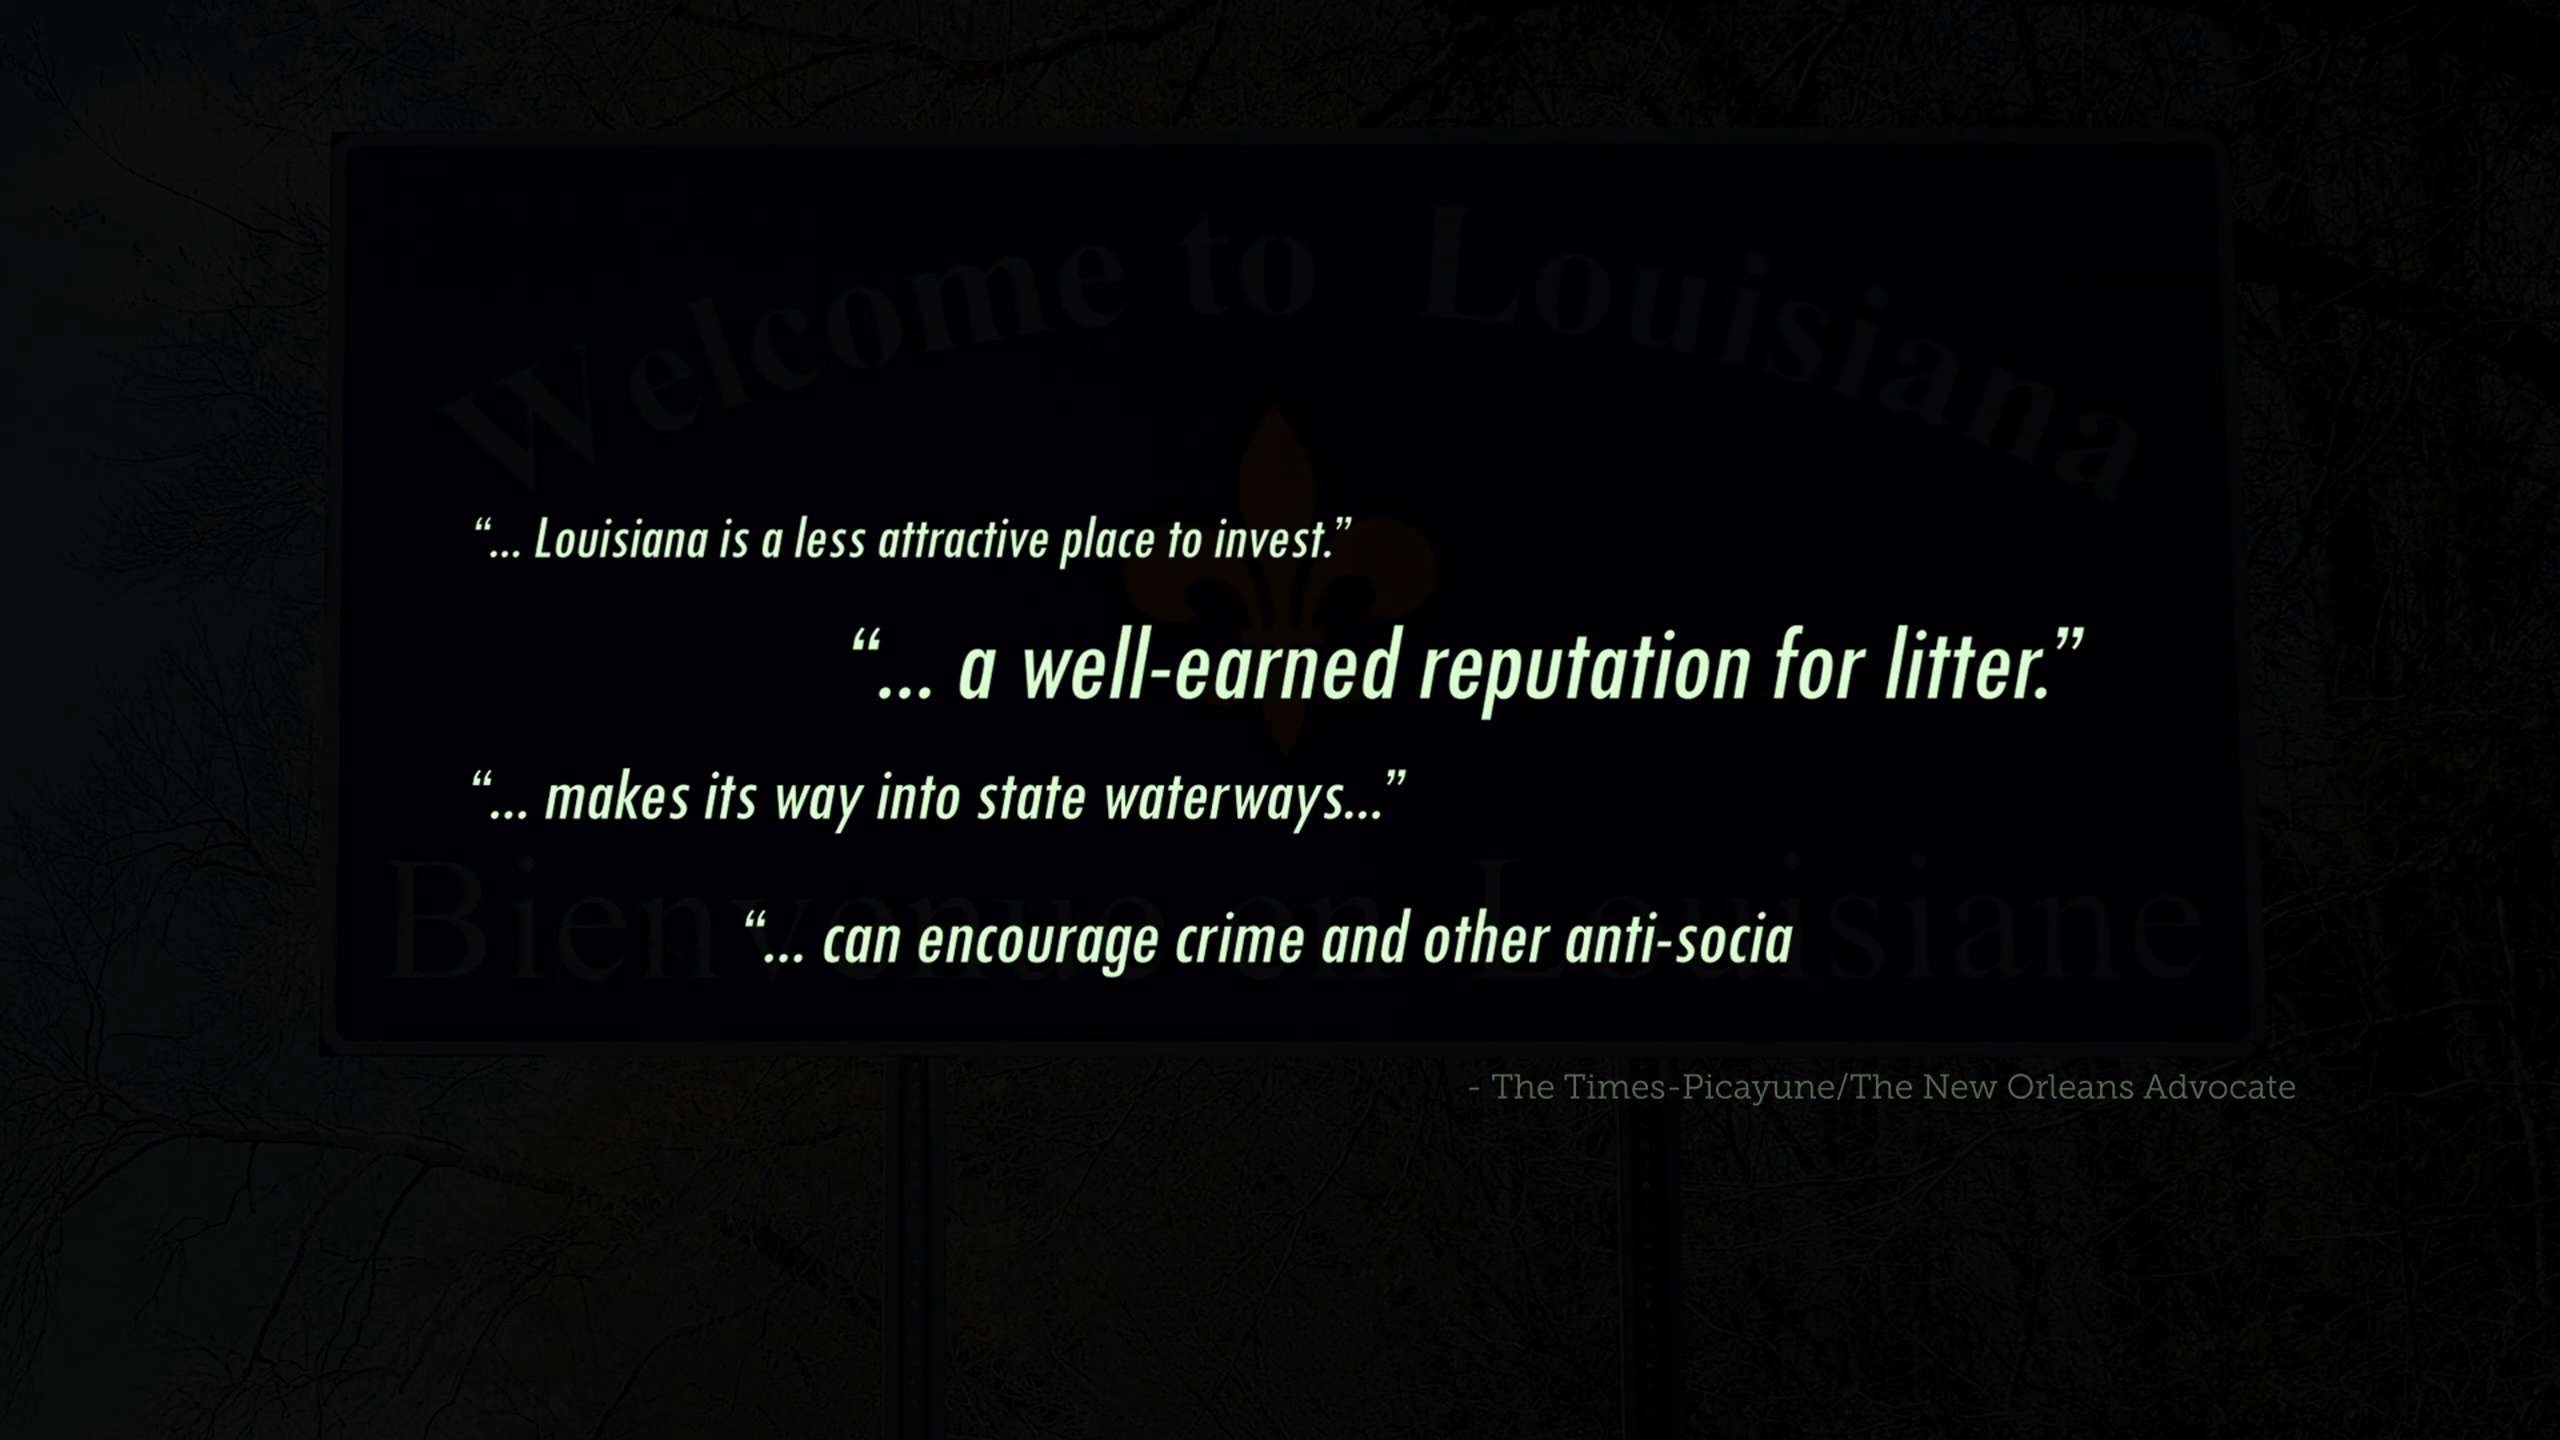 Welcome to Louisiana
“... Louisiana is a less attractive place to invest.”
“... a well-earned reputation for litter.”
“... makes its way into state waterways...”
Bienvenue en Louisiane
“... can encourage crime and other anti-socia
- The Times-Picayune/The New Orleans Advocate